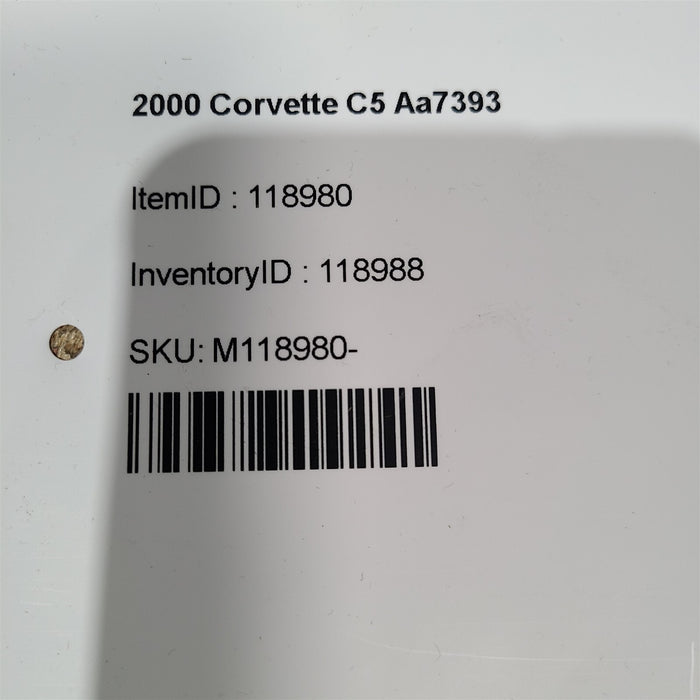 2000 Corvette C5 Aa7393
ItemID : 118980
InventoryID : 118988
SKU: M118980-